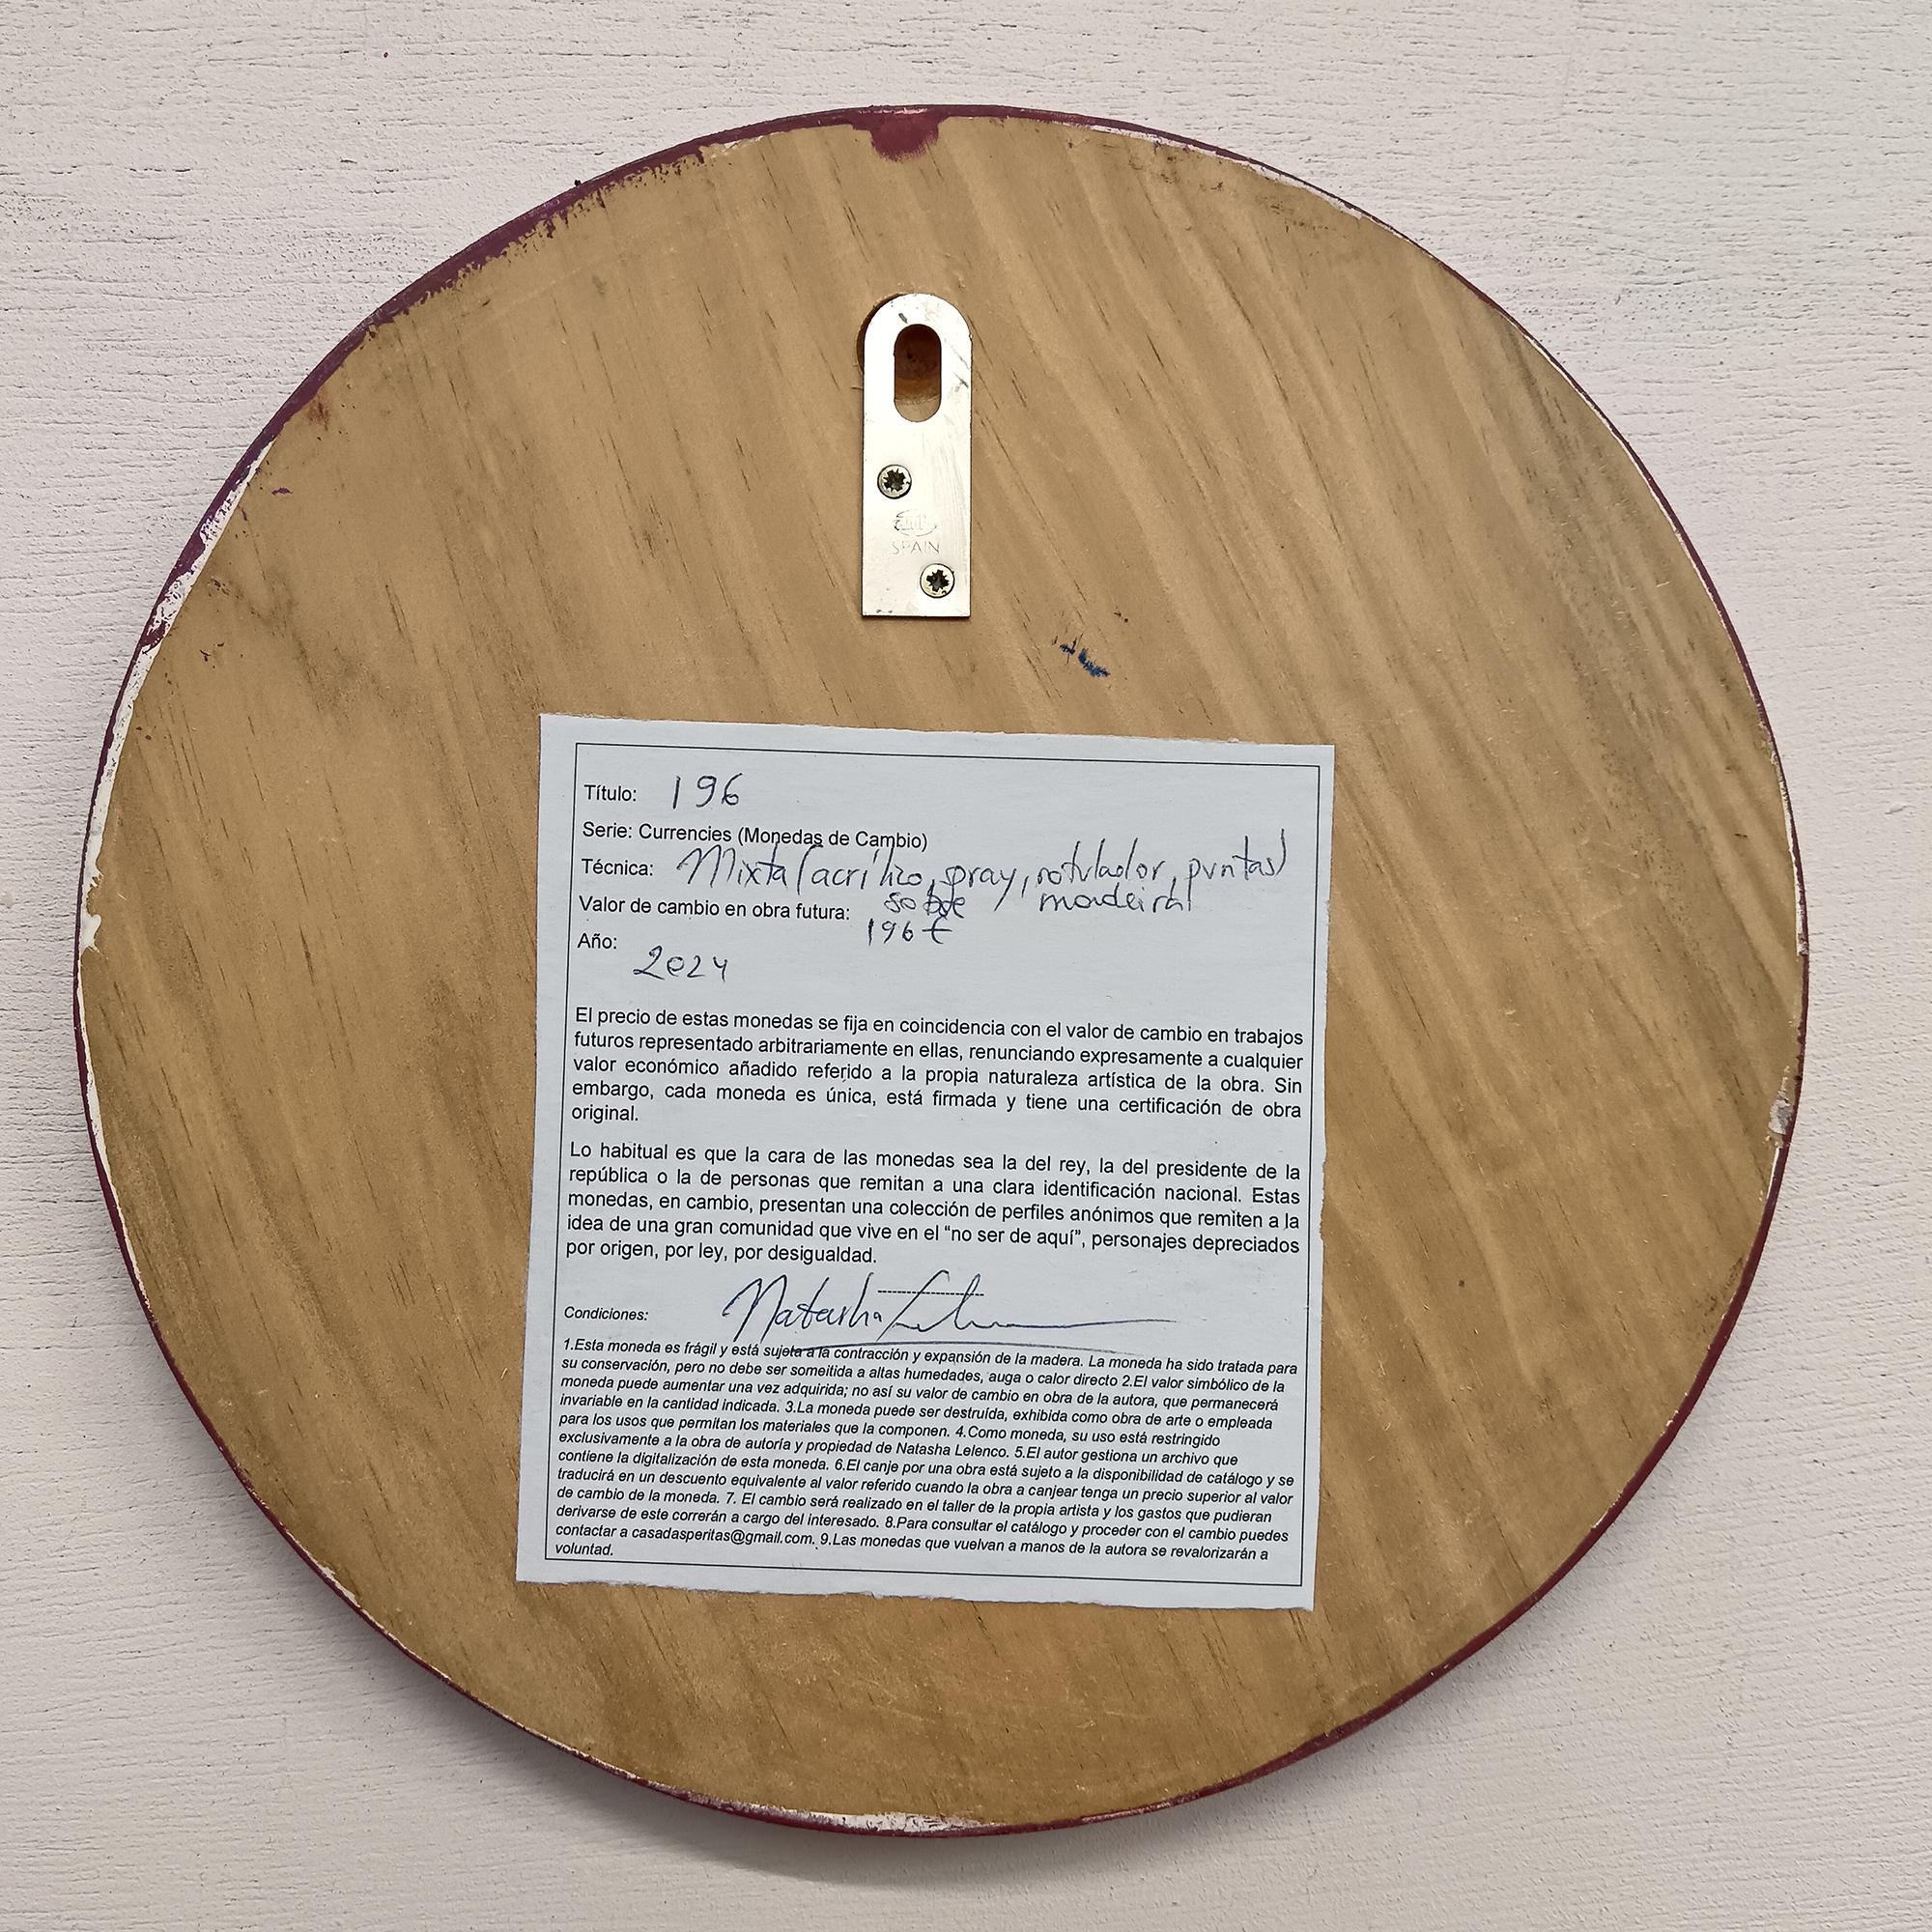 SPAIN
Título: 196
Serie: Currencies (Monedas de Cambio)
Técnica: Mixta (acrílico, spray, rotulador, puntas)
sobre madeira
Valor de cambio en obra futura:
196 €
Año:
2024
El precio de estas monedas se fija en coincidencia con el valor de cambio en trabajos
futuros representado arbitrariamente en ellas, renunciando expresamente a cualquier
valor económico añadido referido a la propia naturaleza artística de la obra. Sin
embargo, cada moneda es única, está firmada y tiene una certificación de obra
original.
Lo habitual es que la cara de las monedas sea la del rey, la del presidente de la
república o la de personas que remitan a una clara identificación nacional. Estas
monedas, en cambio, presentan una colección de perfiles anónimos que remiten a la
idea de una gran comunidad que vive en el “no ser de aquí”, personajes depreciados
por origen, por ley, por desigualdad.
Natasha Lelenco
Condiciones:
1.Esta moneda es frágil y está sujeta a la contracción y expansión de la madera. La moneda ha sido tratada para
su conservación, pero no debe ser someitida a altas humedades, auga o calor directo 2.El valor simbólico de la
moneda puede aumentar una vez adquirida; no así su valor de cambio en obra de la autora, que permanecerá
invariable en la cantidad indicada. 3.La moneda puede ser destruída, exhibida como obra de arte o empleada
para los usos que permitan los materiales que la componen. 4.Como moneda, su uso está restringido
exclusivamente a la obra de autoría y propiedad de Natasha Lelenco. 5.El autor gestiona un archivo que
contiene la digitalización de esta moneda. 6.El canje por una obra está sujeto a la disponibilidad de catálogo y se
traducirá en un descuento equivalente al valor referido cuando la obra a canjear tenga un precio superior al valor
de cambio de la moneda. 7. El cambio será realizado en el taller de la propia artista y los gastos que pudieran
derivarse de este correrán a cargo del interesado. 8.Para consultar el catálogo y proceder con el cambio puedes
contactar a casadasperitas@gmail.com. 9.Las monedas que vuelvan a manos de la autora se revalorizarán a
voluntad.